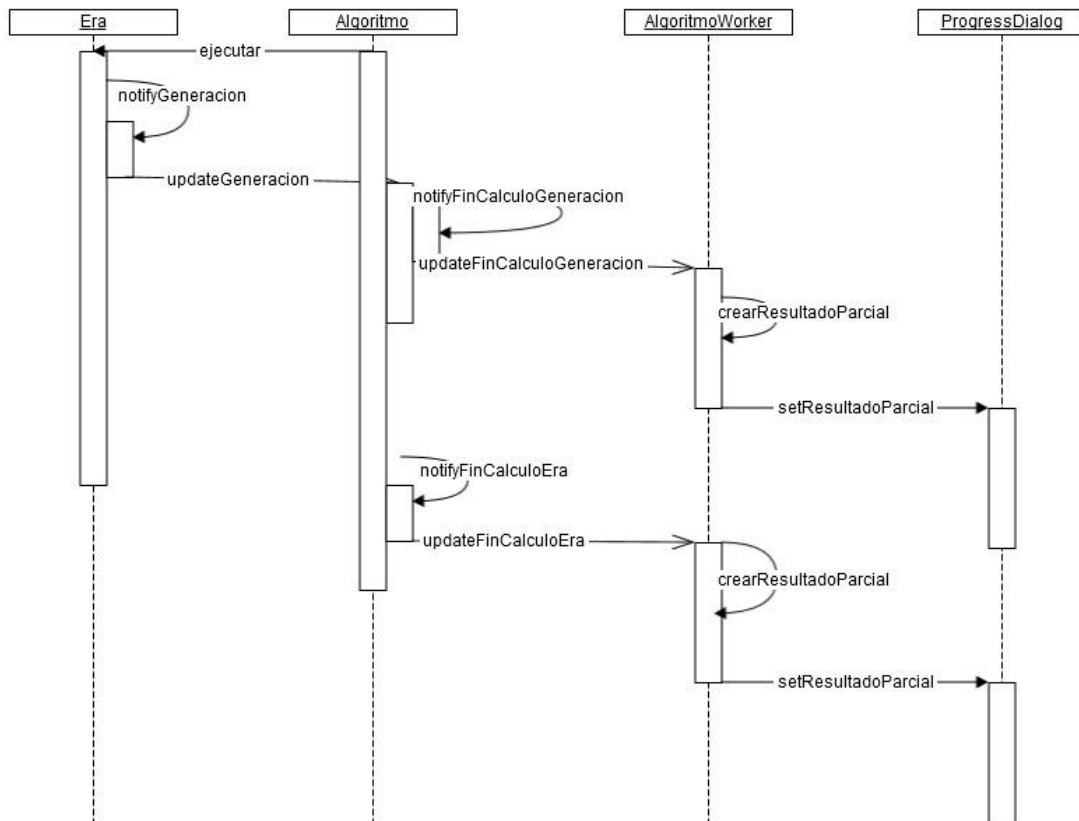 Era
Algoritmo
AlgoritmoWorker
ProgressDialog
ejecutar
notifyGeneracion
updateGeneracion
notifyFinCalculoGeneracion
updateFinCalculoGeneracion
crearResultadoParcial
setResultadoParcial
notifyFinCalculoEra
updateFinCalculoEra
crearResultadoParcial
setResultadoParcial